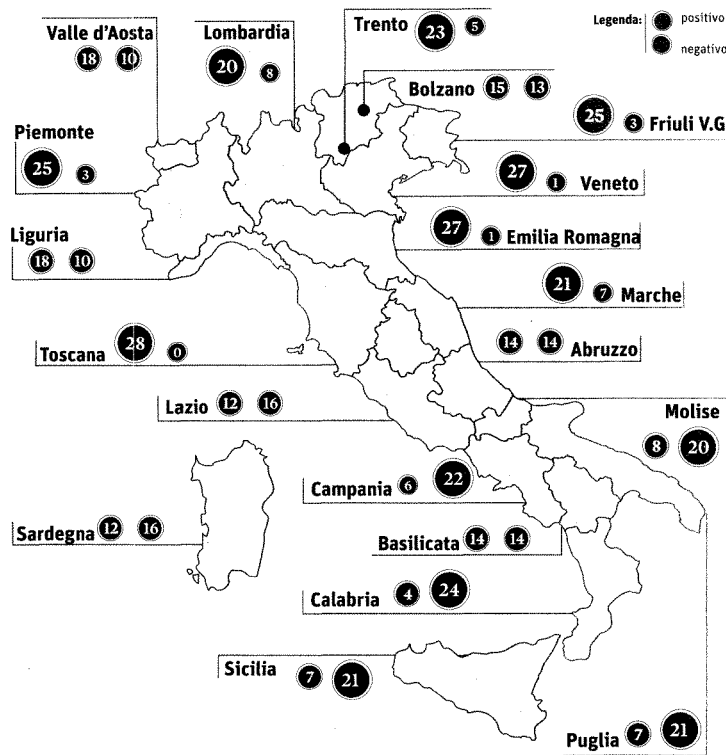 Legenda: positivo
negativo
Valle d'Aosta
18 10
Lombardia
20 8
Trento 23 5
Bolzano 15 13
25 3 Friuli V.G
Piemonte
25 3
27 1 Veneto
Liguria
18 10
27 1 Emilia Romagna
21 7 Marche
Toscana 28 0
14 14 Abruzzo
Lazio 12 16
Molise
8 20
Campania 6 22
Sardegna 12 16
Basilicata 14 14
Calabria 4 24
Sicilia 7 21
Puglia 7 21